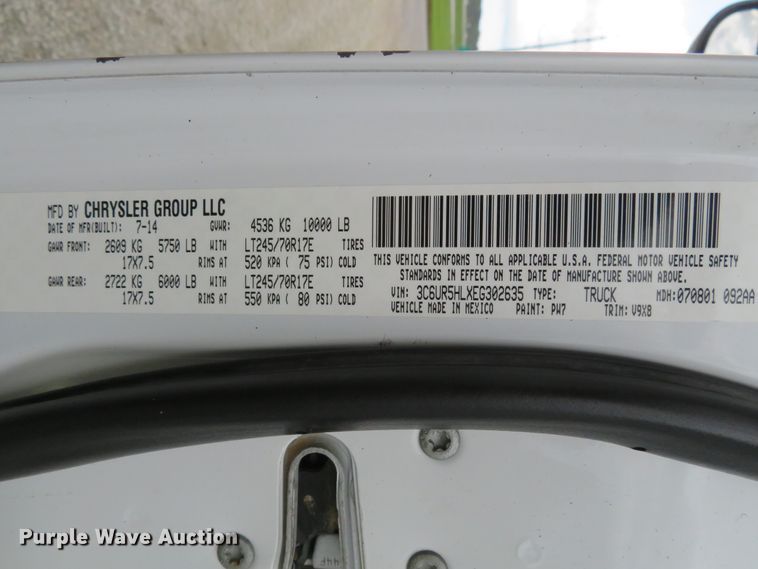 MFD BY CHRYSLER GROUP LLC
DATE OF MFR(BUILT): 7-14 GVWR: 4536 KG 10000 LB
GAWR FRONT: 2609 KG 5750 LB WITH LT245/70R17E TIRES
17X7.5 RIMS AT 520 KPA ( 75 PSI) COLD
GAWR REAR: 2722 KG 6000 LB WITH LT245/70R17E TIRES
17X7.5 RIMS AT 550 KPA ( 80 PSI) COLD
THIS VEHICLE CONFORMS TO ALL APPLICABLE U.S.A. FEDERAL MOTOR VEHICLE SAFETY
STANDARDS IN EFFECT ON THE DATE OF MANUFACTURE SHOWN ABOVE.
VIN: 3C6UR5HLXEG302635 TYPE: TRUCK MDH: 070801 092AA
VEHICLE MADE IN MEXICO PAINT: PW7 TRIM: V9X8
Purple Wave Auction